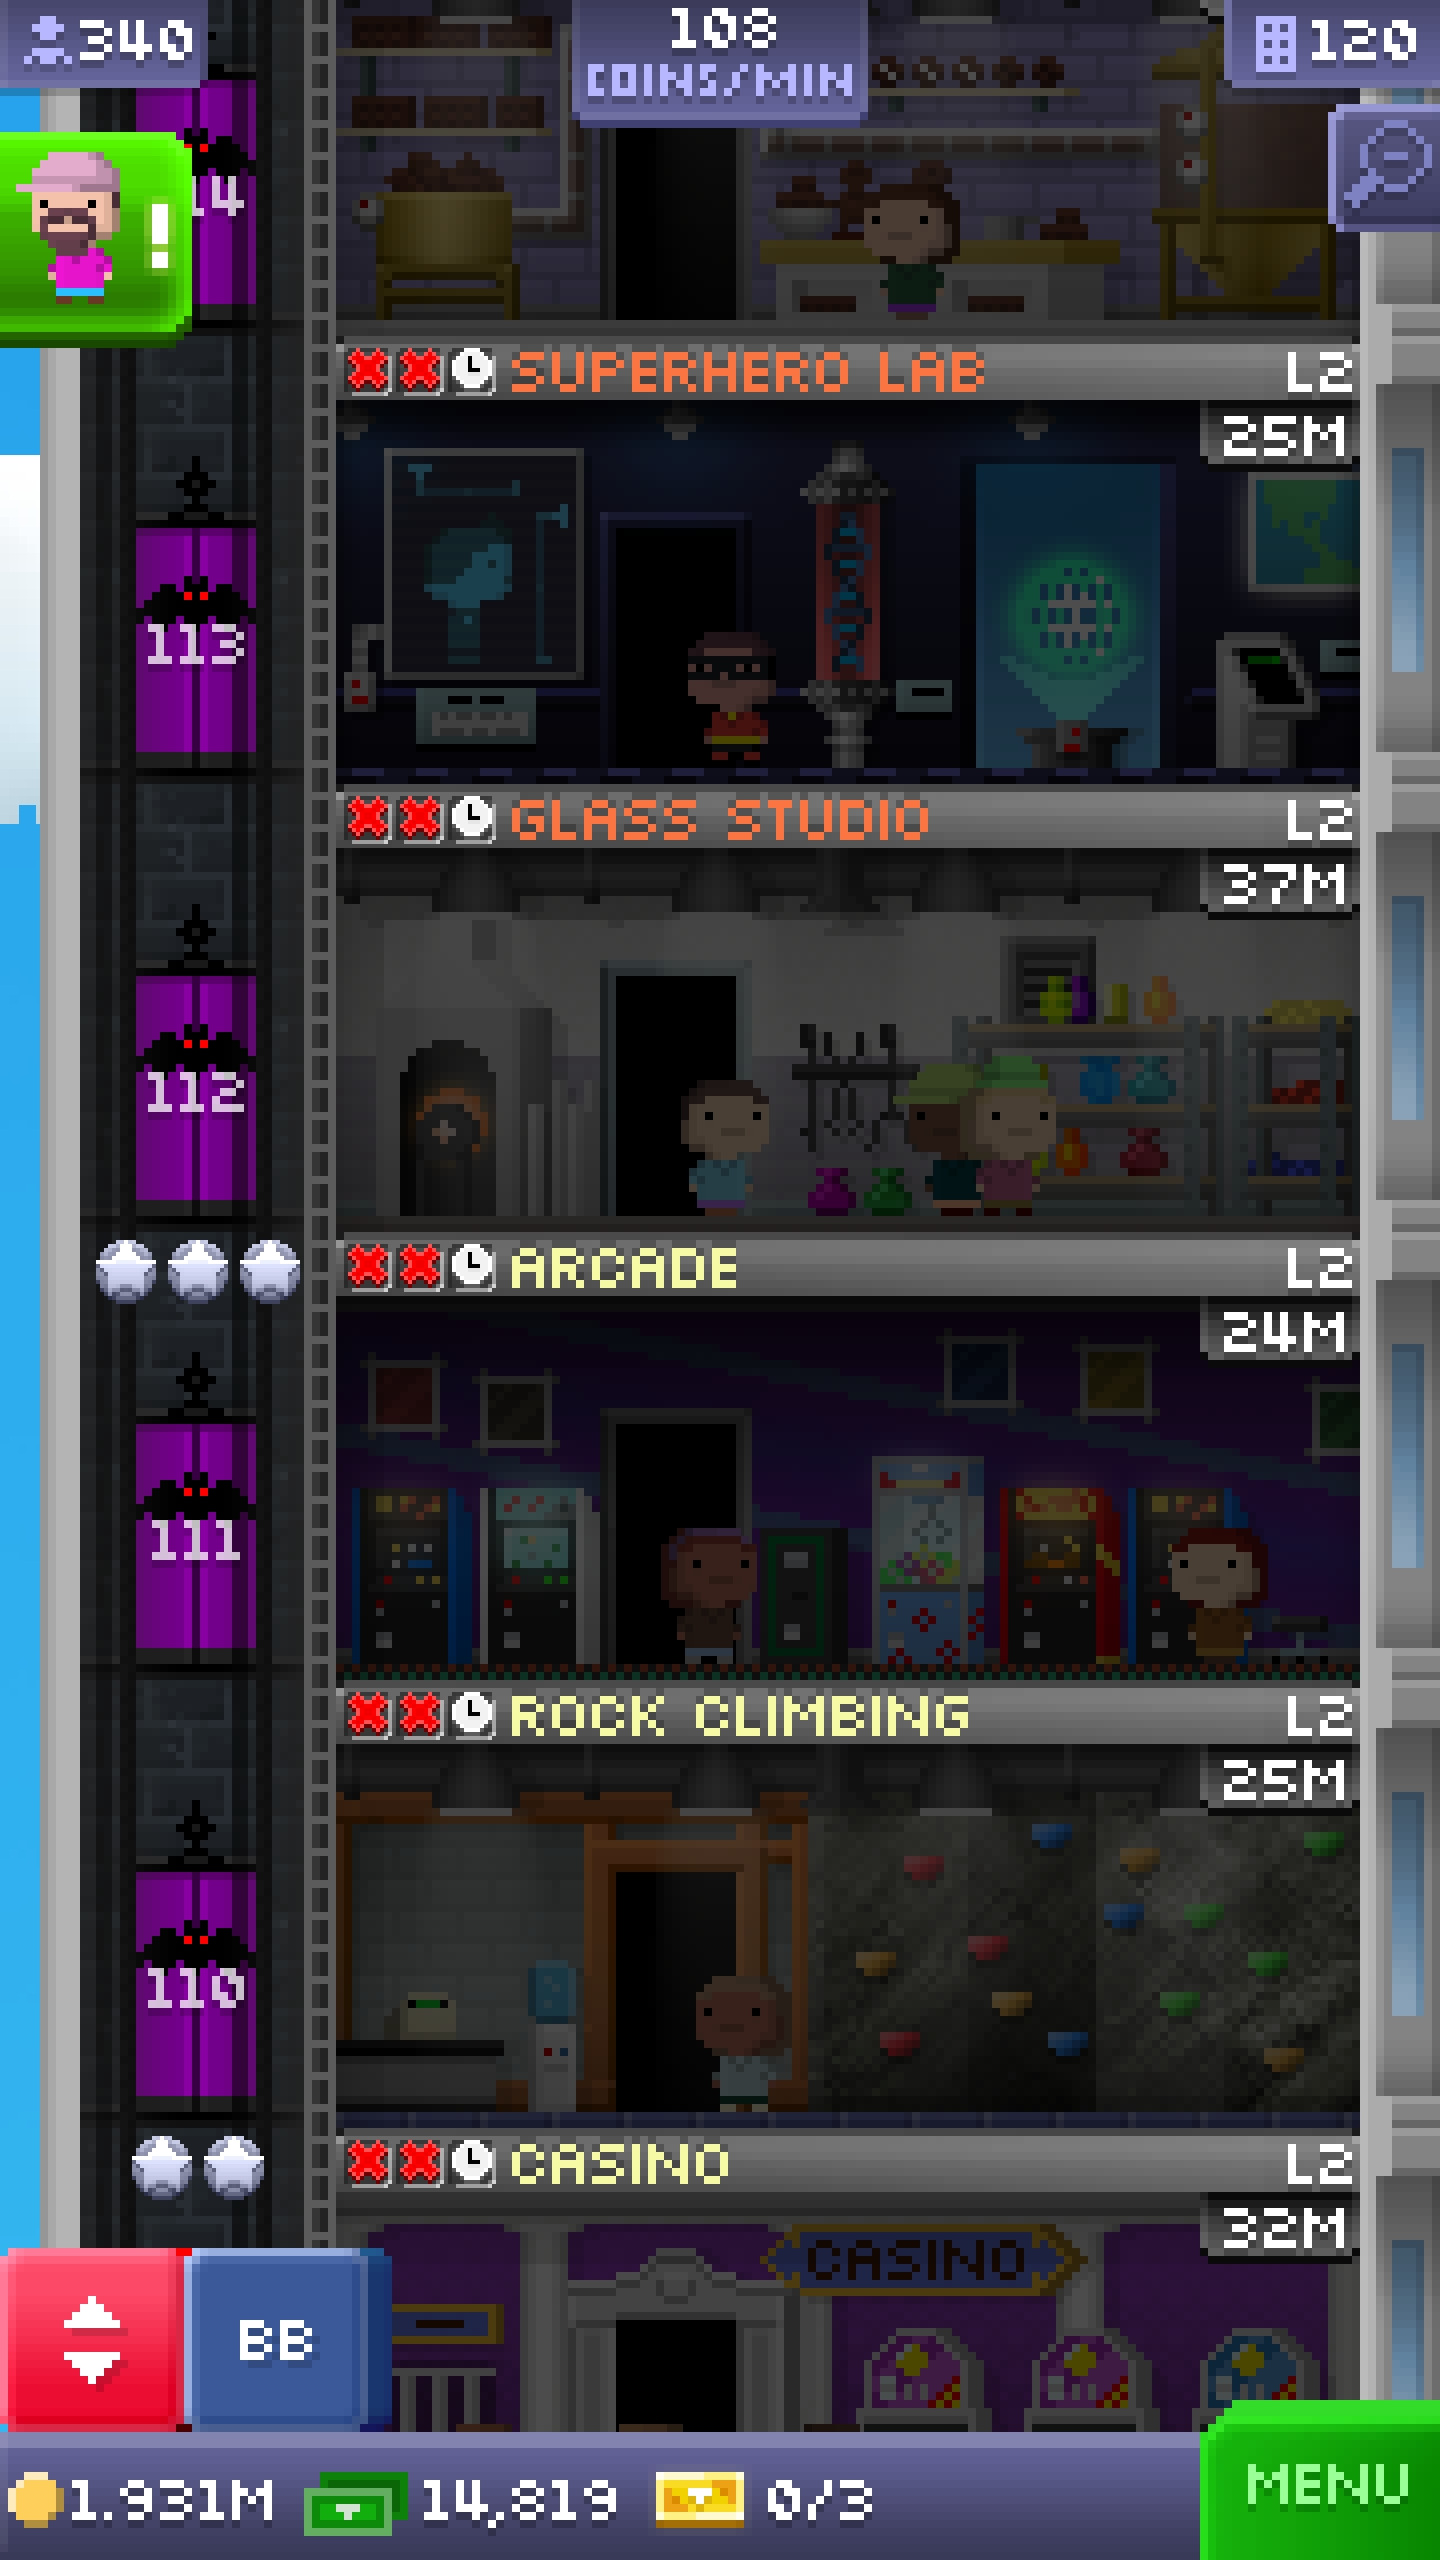 340
108
COINS/MIN
120
14
!
SUPERHERO LAB L2
25M
113
GLASS STUDIO L2
37M
112
ARCADE L2
24M
111
ROCK CLIMBING L2
25M
110
CASINO L2
32M
CASINO
BB
1.931M 14,819 0/3
MENU